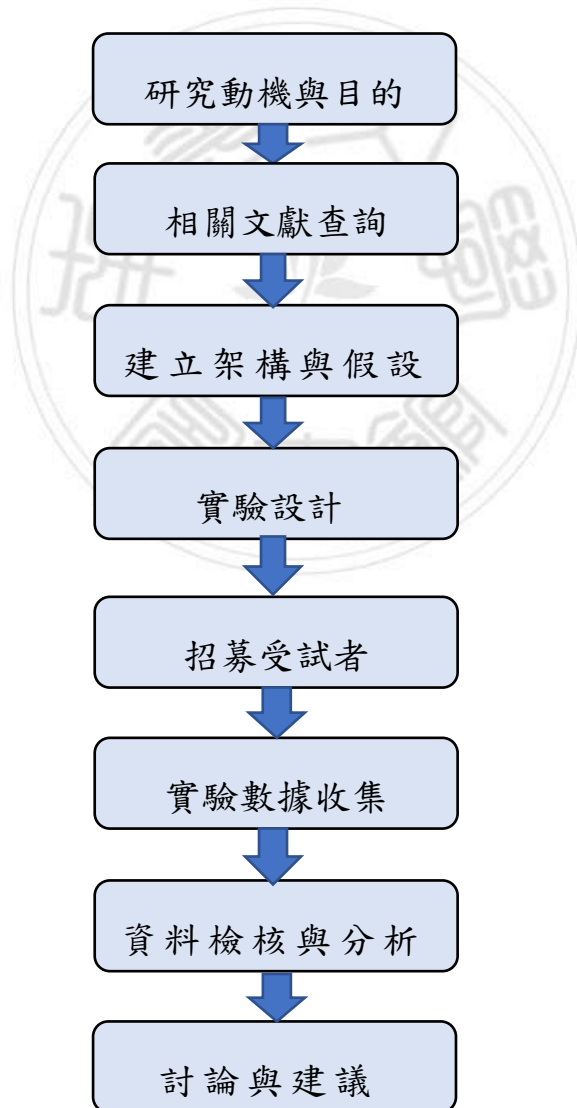 研究動機與目的
相關文獻查詢
建立架構與假設
實驗設計
招募受試者
實驗數據收集
資料檢核與分析
討論與建議